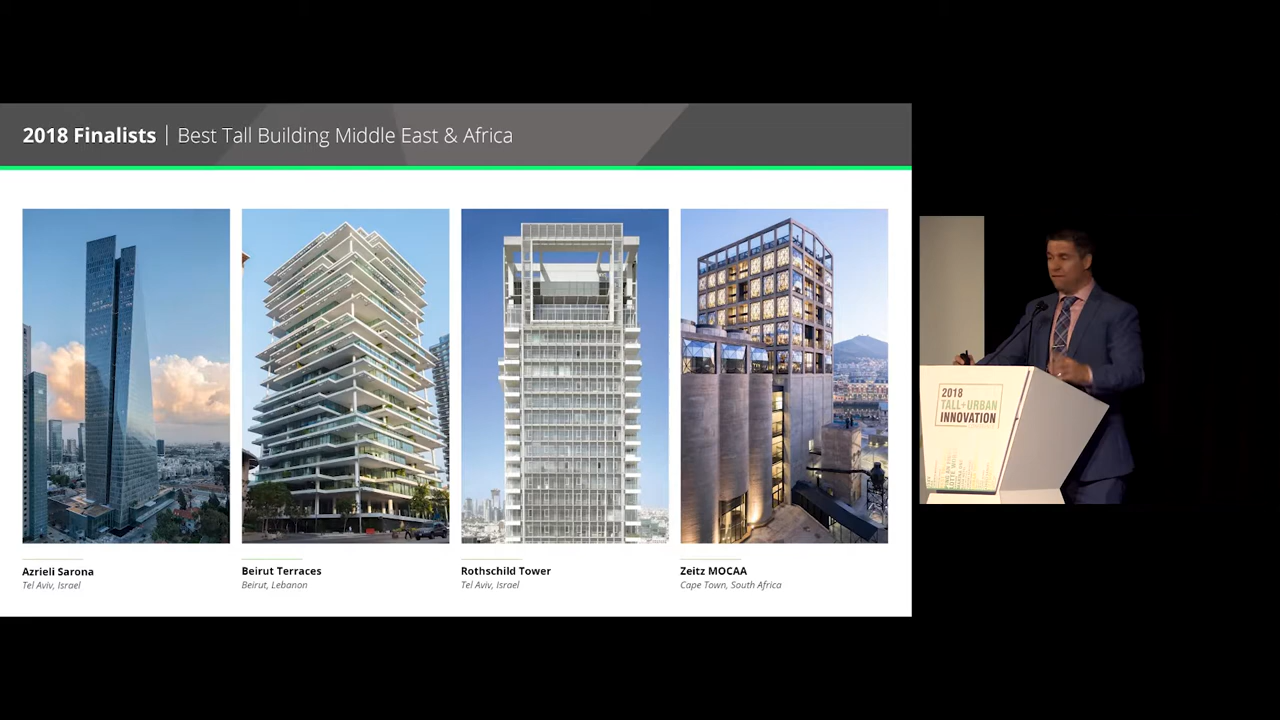 2018 Finalists | Best Tall Building Middle East & Africa
Azrieli Sarona
Tel Aviv, Israel
Beirut Terraces
Beirut, Lebanon
Rothschild Tower
Tel Aviv, Israel
Zeitz MOCAA
Cape Town, South Africa
2018
TALL+URBAN
INNOVATION